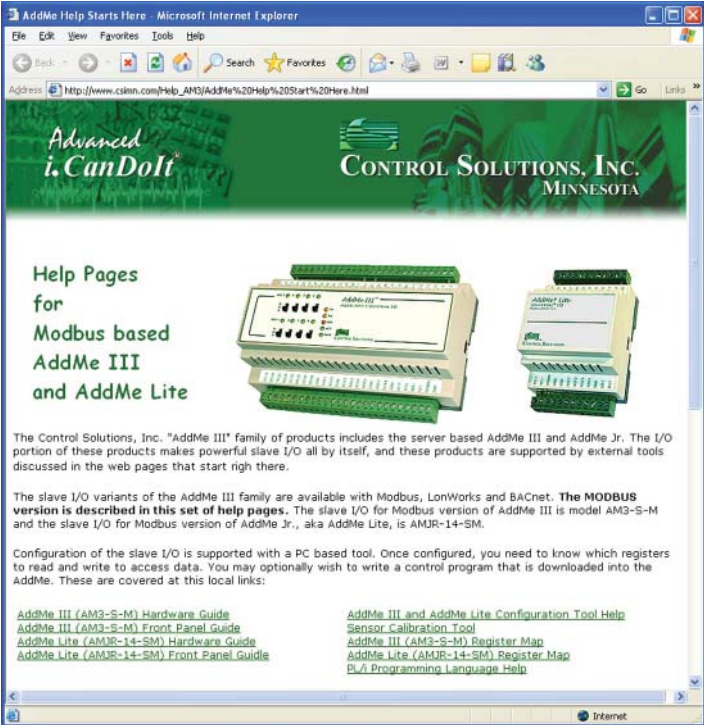 AddMe Help Starts Here - Microsoft Internet Explorer
File Edit View Favorites Tools Help
Back Search Favorites
Address http://www.csimn.com/Help_AM3/AddMe%20Help%20Start%20Here.html Go Links »
Advanced
i.CanDoIt®
CONTROL SOLUTIONS, INC.
MINNESOTA
Help Pages
for
Modbus based
AddMe III
and AddMe Lite
AddMe III™
AddMe® Lite
CONTROL SOLUTIONS
CONTROL SOLUTIONS
The Control Solutions, Inc. "AddMe III" family of products includes the server based AddMe III and AddMe Jr. The I/O
portion of these products makes powerful slave I/O all by itself, and these products are supported by external tools
discussed in the web pages that start righ there.
The slave I/O variants of the AddMe III family are available with Modbus, LonWorks and BACnet. The MODBUS
version is described in this set of help pages. The slave I/O for Modbus version of AddMe III is model AM3-S-M
and the slave I/O for Modbus version of AddMe Jr., aka AddMe Lite, is AMJR-14-SM.
Configuration of the slave I/O is supported with a PC based tool. Once configured, you need to know which registers
to read and write to access data. You may optionally wish to write a control program that is downloaded into the
AddMe. These are covered at this local links:
AddMe III (AM3-S-M) Hardware Guide
AddMe III (AM3-S-M) Front Panel Guide
AddMe Lite (AMJR-14-SM) Hardware Guide
AddMe Lite (AMJR-14-SM) Front Panel Guidle
AddMe III and AddMe Lite Configuration Tool Help
Sensor Calibration Tool
AddMe III (AM3-S-M) Register Map
AddMe Lite (AMJR-14-SM) Register Map
PL/i Programming Language Help
Internet